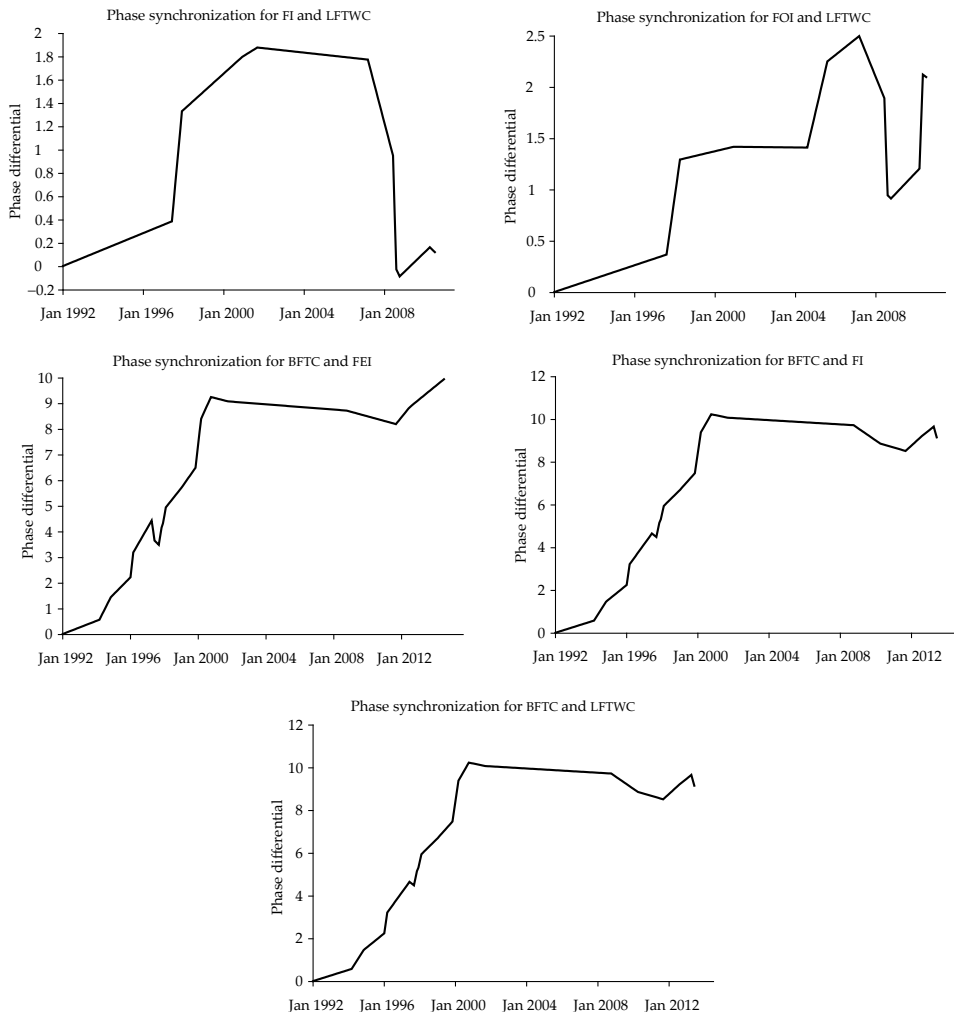 Phase synchronization for FI and LFTWC
Phase differential
2
1.8
1.6
1.4
1.2
1
0.8
0.6
0.4
0.2
0
−0.2
Jan 1992 Jan 1996 Jan 2000 Jan 2004 Jan 2008
Phase synchronization for FOI and LFTWC
Phase differential
2.5
2
1.5
1
0.5
0
Jan 1992 Jan 1996 Jan 2000 Jan 2004 Jan 2008
Phase synchronization for BFTC and FEI
Phase differential
10
9
8
7
6
5
4
3
2
1
0
Jan 1992 Jan 1996 Jan 2000 Jan 2004 Jan 2008 Jan 2012
Phase synchronization for BFTC and FI
Phase differential
12
10
8
6
4
2
0
Jan 1992 Jan 1996 Jan 2000 Jan 2004 Jan 2008 Jan 2012
Phase synchronization for BFTC and LFTWC
Phase differential
12
10
8
6
4
2
0
Jan 1992 Jan 1996 Jan 2000 Jan 2004 Jan 2008 Jan 2012